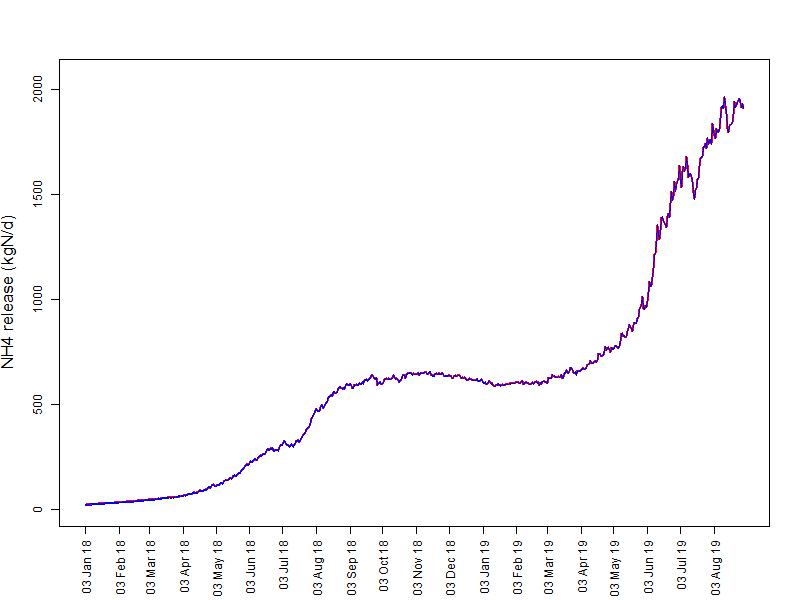 NH4 release (kgN/d)
2000
1500
1000
500
0
03 Jan 18
03 Feb 18
03 Mar 18
03 Apr 18
03 May 18
03 Jun 18
03 Jul 18
03 Aug 18
03 Sep 18
03 Oct 18
03 Nov 18
03 Dec 18
03 Jan 19
03 Feb 19
03 Mar 19
03 Apr 19
03 May 19
03 Jun 19
03 Jul 19
03 Aug 19